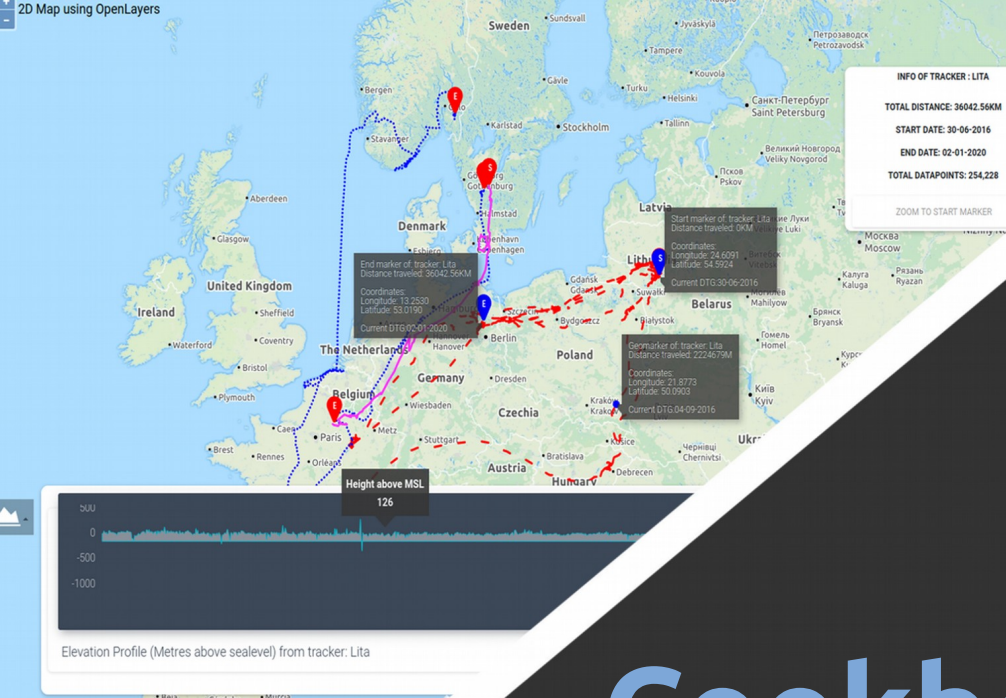 2D Map using OpenLayers
Sweden
Sundsvall
Jyväskylä
Петрозаводск
Petrozavodsk
Tampere
Gävle
Kouvola
Bergen
Turku
Helsinki
Санкт-Петербург
Saint Petersburg
E
Karlstad
Stockholm
Tallinn
Stavanger
Великий Новгород
Veliky Novgorod
S
Псков
Pskov
INFO OF TRACKER : LITA
TOTAL DISTANCE: 36042.56KM
START DATE: 30-06-2016
END DATE: 02-01-2020
TOTAL DATAPOINTS: 254,228
ZOOM TO START MARKER
Aberdeen
Halmstad
Latvia
Denmark
Glasgow
Москва
Moscow
Start marker of: tracker: Lita
Distance traveled: 0KM
Coordinates:
Longitude: 24.6091
Latitude: 54.5924
Current DTG:30-06-2016
S
End marker of: tracker: Lita
Distance traveled: 36042.56KM
Coordinates:
Longitude: 13.2530
Latitude: 53.0190
Current DTG:02-01-2020
E
United Kingdom
Gdańsk
Suwałki
Калуга
Kaluga
Рязань
Ryazan
Belarus
Ireland
Sheffield
Szczecin
Bydgoszcz
Białystok
Брянск
Bryansk
Waterford
Coventry
The Netherlands
Hanover
Berlin
Poland
Гомель
Homel
Bristol
Plymouth
Belgium
Germany
Dresden
Geomarker of: tracker: Lita
Distance traveled:2224679M
Coordinates:
Longitude: 21.8773
Latitude: 50.0903
Current DTG:04-09-2016
Київ
Kyiv
E
Wiesbaden
Czechia
Caen
Paris
Metz
Brest
Rennes
Stuttgart
Košice
Чернівці
Chernivtsi
Orléans
Austria
Bratislava
Hungary
Debrecen
Height above MSL
126
500
0
-500
-1000
Elevation Profile (Metres above sealevel) from tracker: Lita